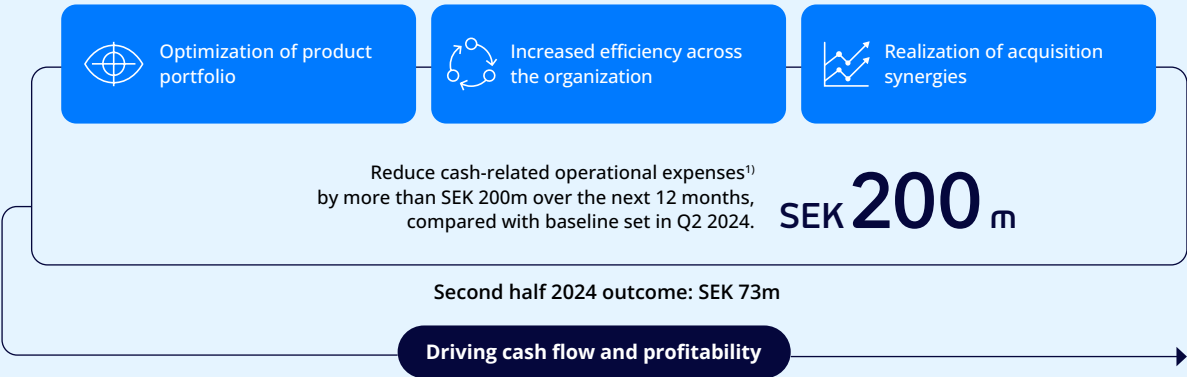 Optimization of product
portfolio
Increased efficiency across
the organization
Realization of acquisition
synergies
Reduce cash-related operational expenses¹⁾
by more than SEK 200m over the next 12 months,
compared with baseline set in Q2 2024.
SEK 200 m
Second half 2024 outcome: SEK 73m
Driving cash flow and profitability